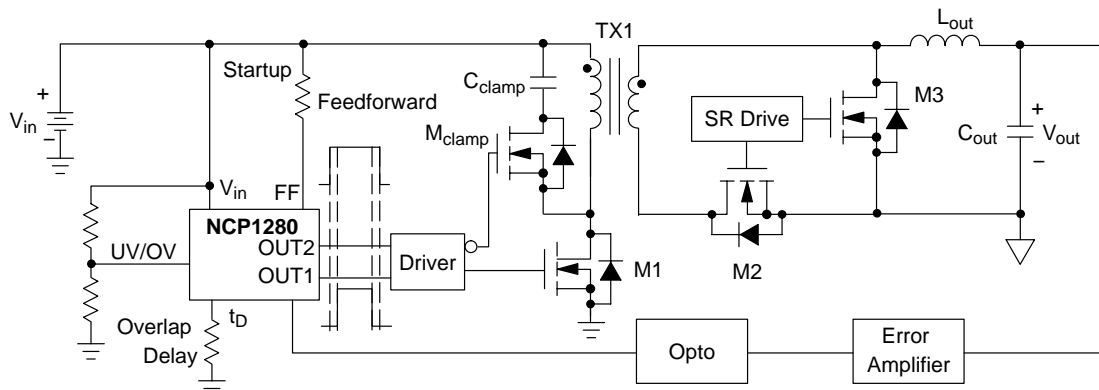 TX1
L_out
Startup
C_clamp
Feedforward
M3
+
V_in
−
M_clamp
SR Drive
C_out
+
V_out
−
V_in
FF
NCP1280
OUT2
UV/OV
OUT1
Driver
M1
M2
t_D
Overlap
Delay
Opto
Error
Amplifier